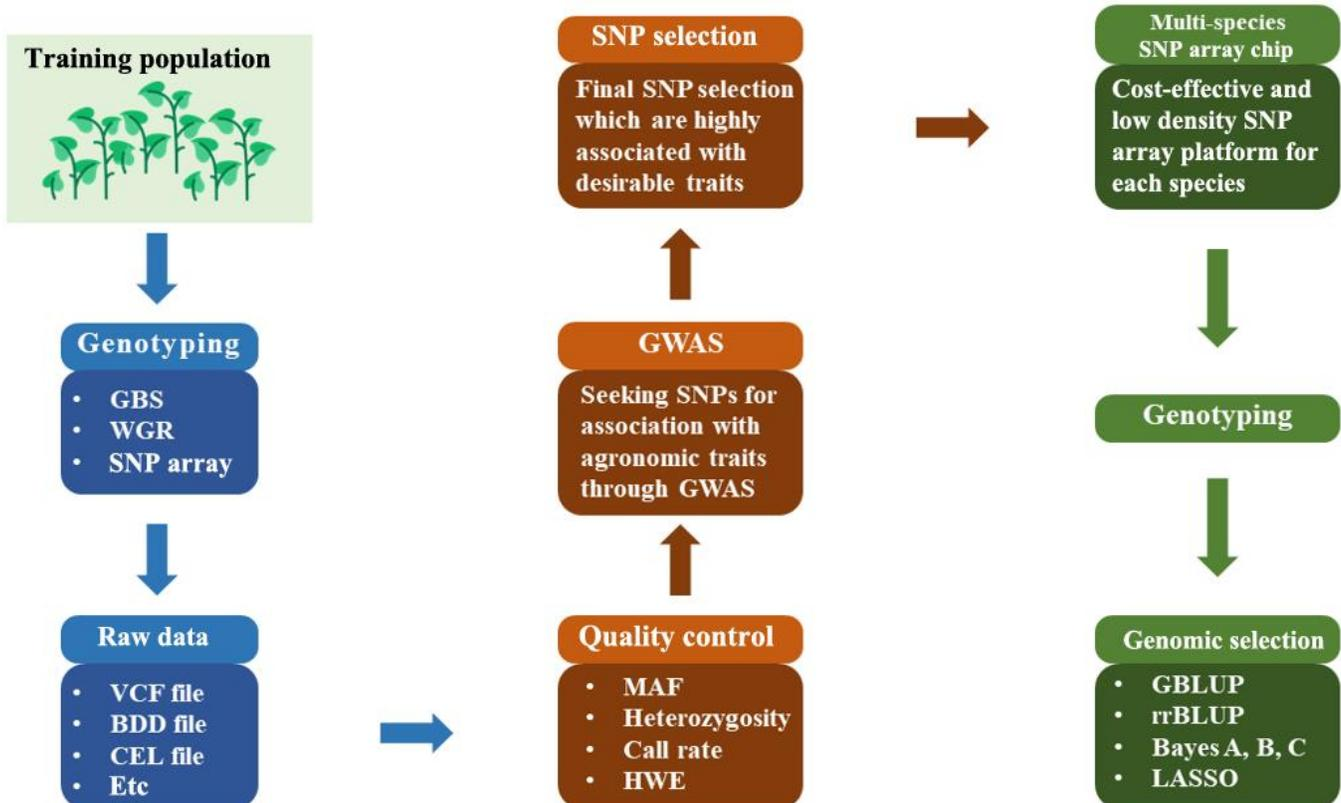 Training population
Genotyping
• GBS
• WGR
• SNP array
Raw data
• VCF file
• BDD file
• CEL file
• Etc
SNP selection
Final SNP selection
which are highly
associated with
desirable traits
GWAS
Seeking SNPs for
association with
agronomic traits
through GWAS
Quality control
• MAF
• Heterozygosity
• Call rate
• HWE
Multi-species
SNP array chip
Cost-effective and
low density SNP
array platform for
each species
Genotyping
Genomic selection
• GBLUP
• rrBLUP
• Bayes A, B, C
• LASSO